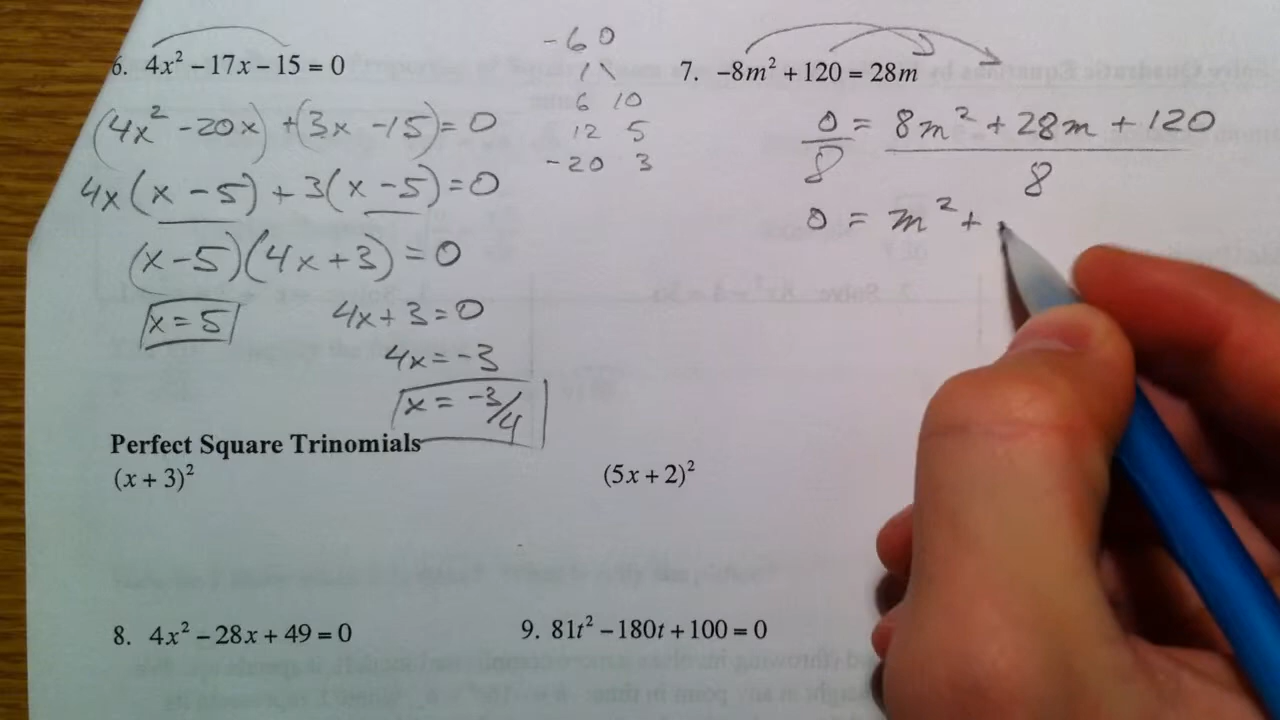 6. 4x² − 17x − 15 = 0
(4x² − 20x) + (3x − 15) = 0
4x(x − 5) + 3(x − 5) = 0
(x − 5)(4x + 3) = 0
x = 5
4x + 3 = 0
4x = −3
x = −3/4
−60
6 10
12 5
−20 3
7. −8m² + 120 = 28m
0 = 8m² + 28m + 120
8 8
0 = m² +
Perfect Square Trinomials
(x + 3)²
(5x + 2)²
8. 4x² − 28x + 49 = 0
9. 81t² − 180t + 100 = 0